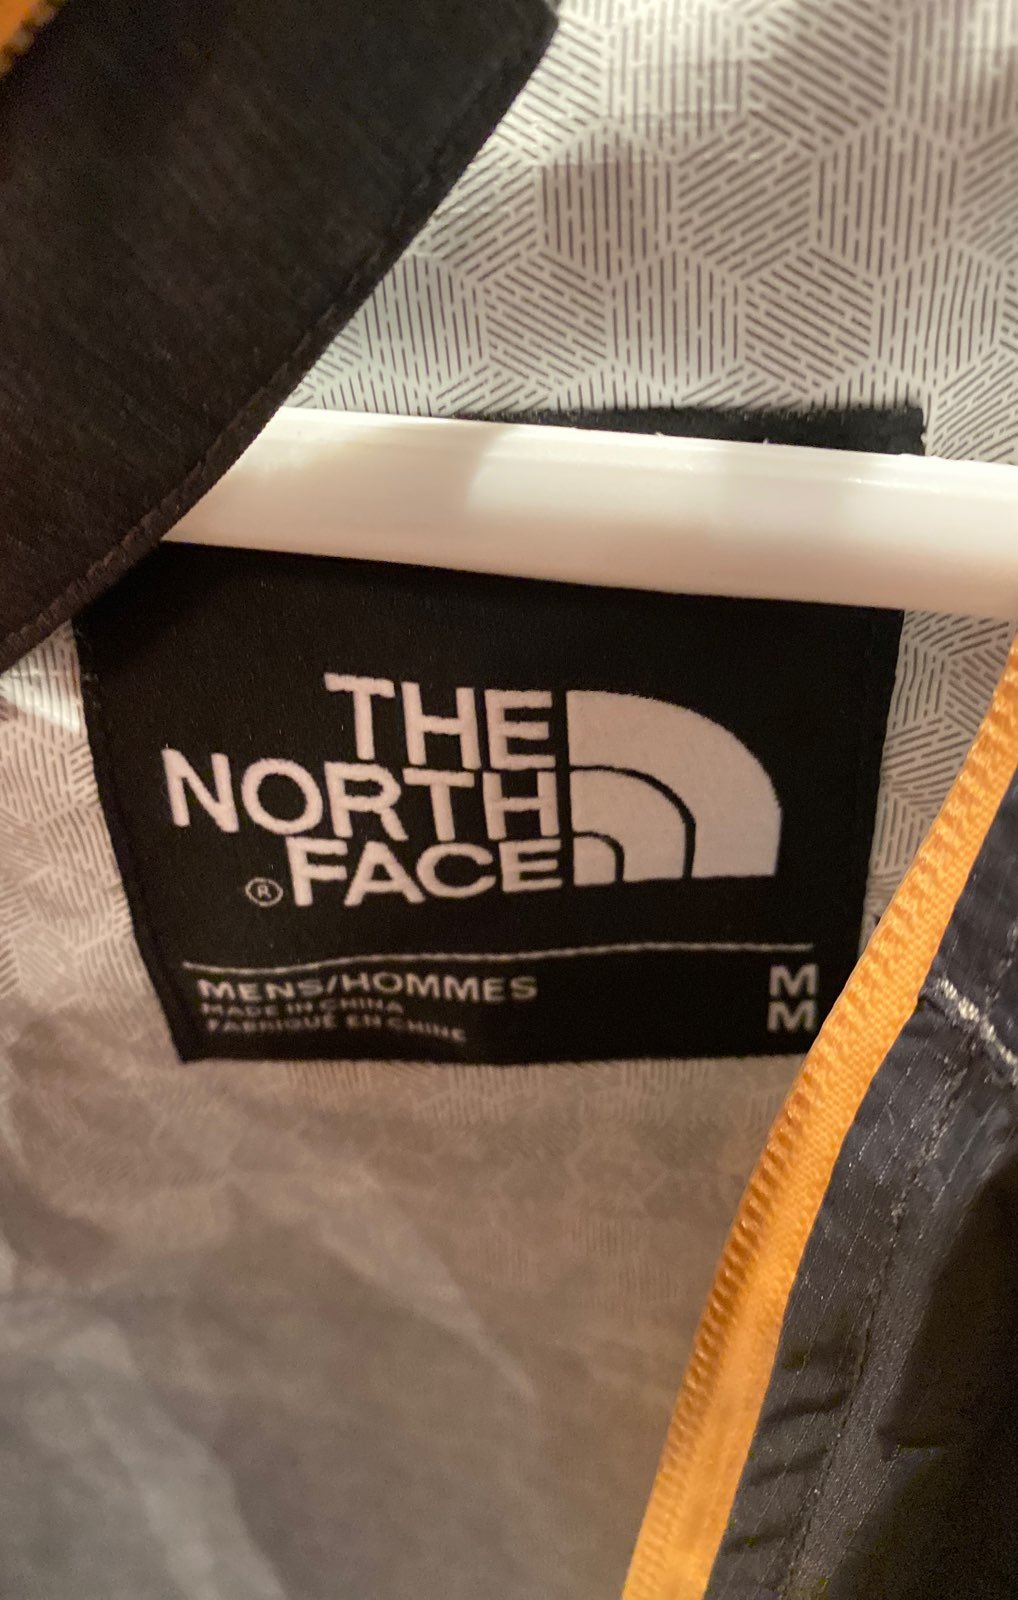 THE
NORTH
® FACE
MENS/HOMMES M
MADE IN CHINA
FABRIQUÉ EN CHINE M